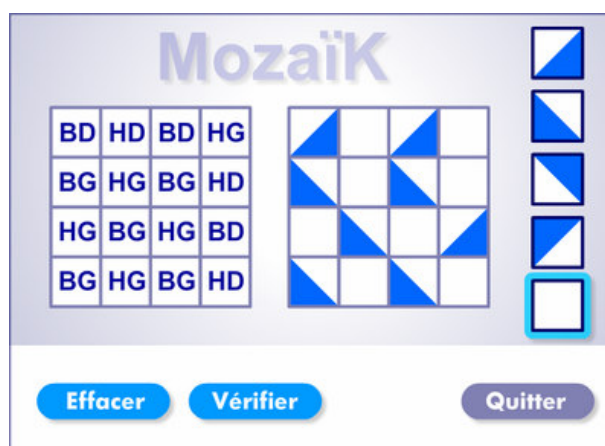 MozaïK
BD HD BD HG
BG HG BG HD
HG BG HG BD
BG HG BG HD
Effacer Vérifier Quitter